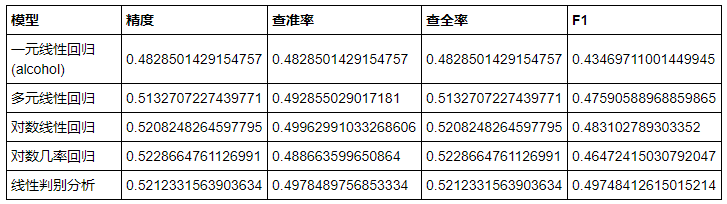 模型 精度 查准率 查全率 F1
一元线性回归
(alcohol) 0.4828501429154757 0.4828501429154757 0.4828501429154757 0.43469711001449945
多元线性回归 0.5132707227439771 0.492855029017181 0.5132707227439771 0.47590588968859865
对数线性回归 0.5208248264597795 0.49962991033268606 0.5208248264597795 0.483102789303352
对数几率回归 0.5228664761126991 0.488663599650864 0.5228664761126991 0.46472415030792047
线性判别分析 0.5212331563903634 0.4978489756853334 0.5212331563903634 0.49748412615015214